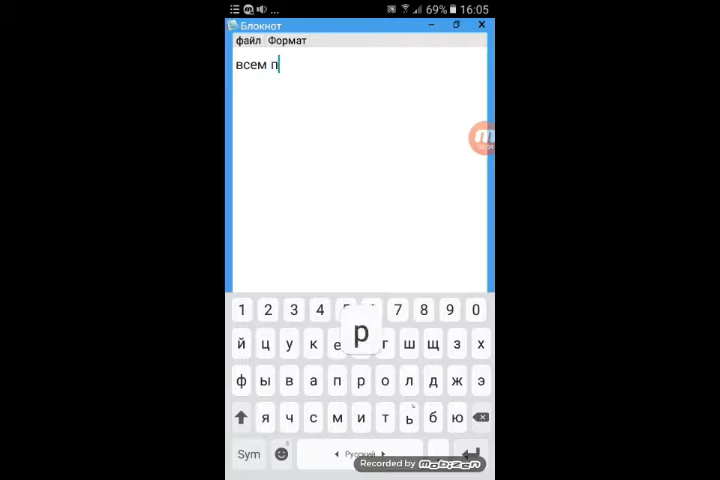 69% 16:05
Блокнот
файл Формат
всем п
1 2 3 4 5 7 8 9 0
р
й ц у к е г ш щ з х
ф ы в а п р о л д ж э
я ч с м и т ь б ю
Sym Русский
Recorded by mobizen